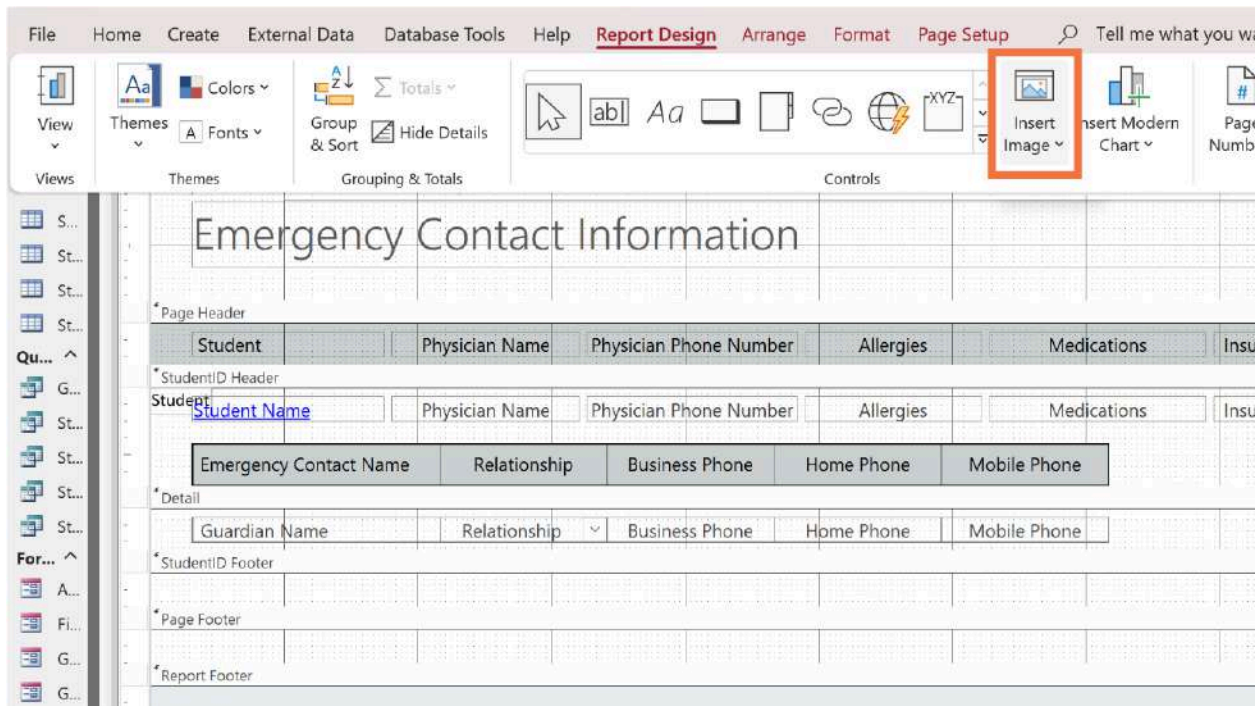 File Home Create External Data Database Tools Help Report Design Arrange Format Page Setup Tell me what you wa
Aa Colors Totals ab Aa XYZ
View Themes A Fonts Group & Sort Hide Details Insert Image nsert Modern Chart Page Numb
Views Themes Grouping & Totals Controls
S...
Emergency Contact Information
St...
St...
Page Header
St...
Student Physician Name Physician Phone Number Allergies Medications Insu
Qu...
StudentID Header
G...
Student
Student Name Physician Name Physician Phone Number Allergies Medications Insu
St...
St...
Emergency Contact Name Relationship Business Phone Home Phone Mobile Phone
St...
Detail
St...
Guardian Name Relationship Business Phone Home Phone Mobile Phone
For...
StudentID Footer
A...
Fi...
Page Footer
G...
Report Footer
G...